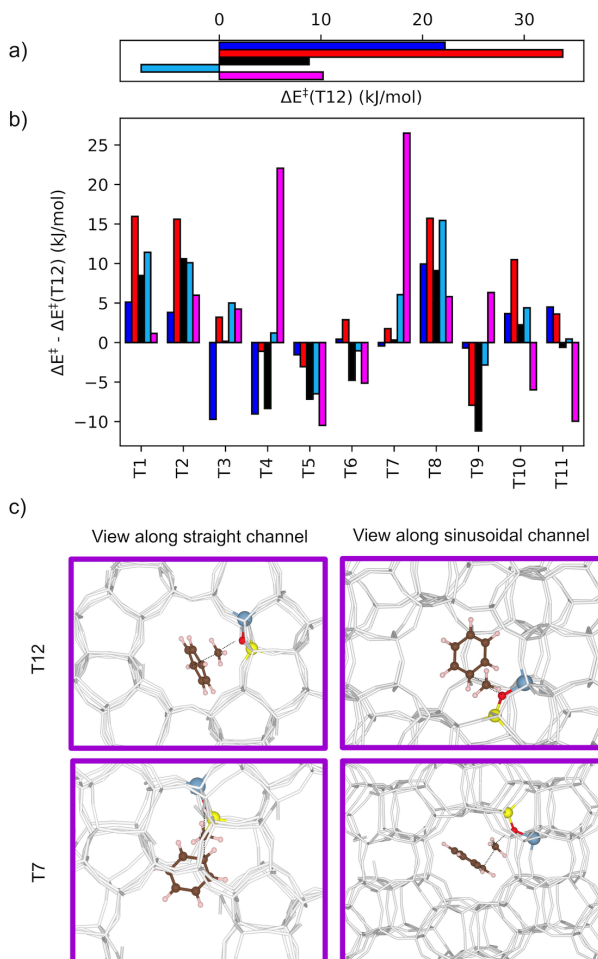 0 10 20 30
a)
ΔE‡(T12) (kJ/mol)
b)
ΔE‡ - ΔE‡(T12) (kJ/mol)
25
20
15
10
5
0
−5
−10
T1 T2 T3 T4 T5 T6 T7 T8 T9 T10 T11
c)
View along straight channel View along sinusoidal channel
T12
T7